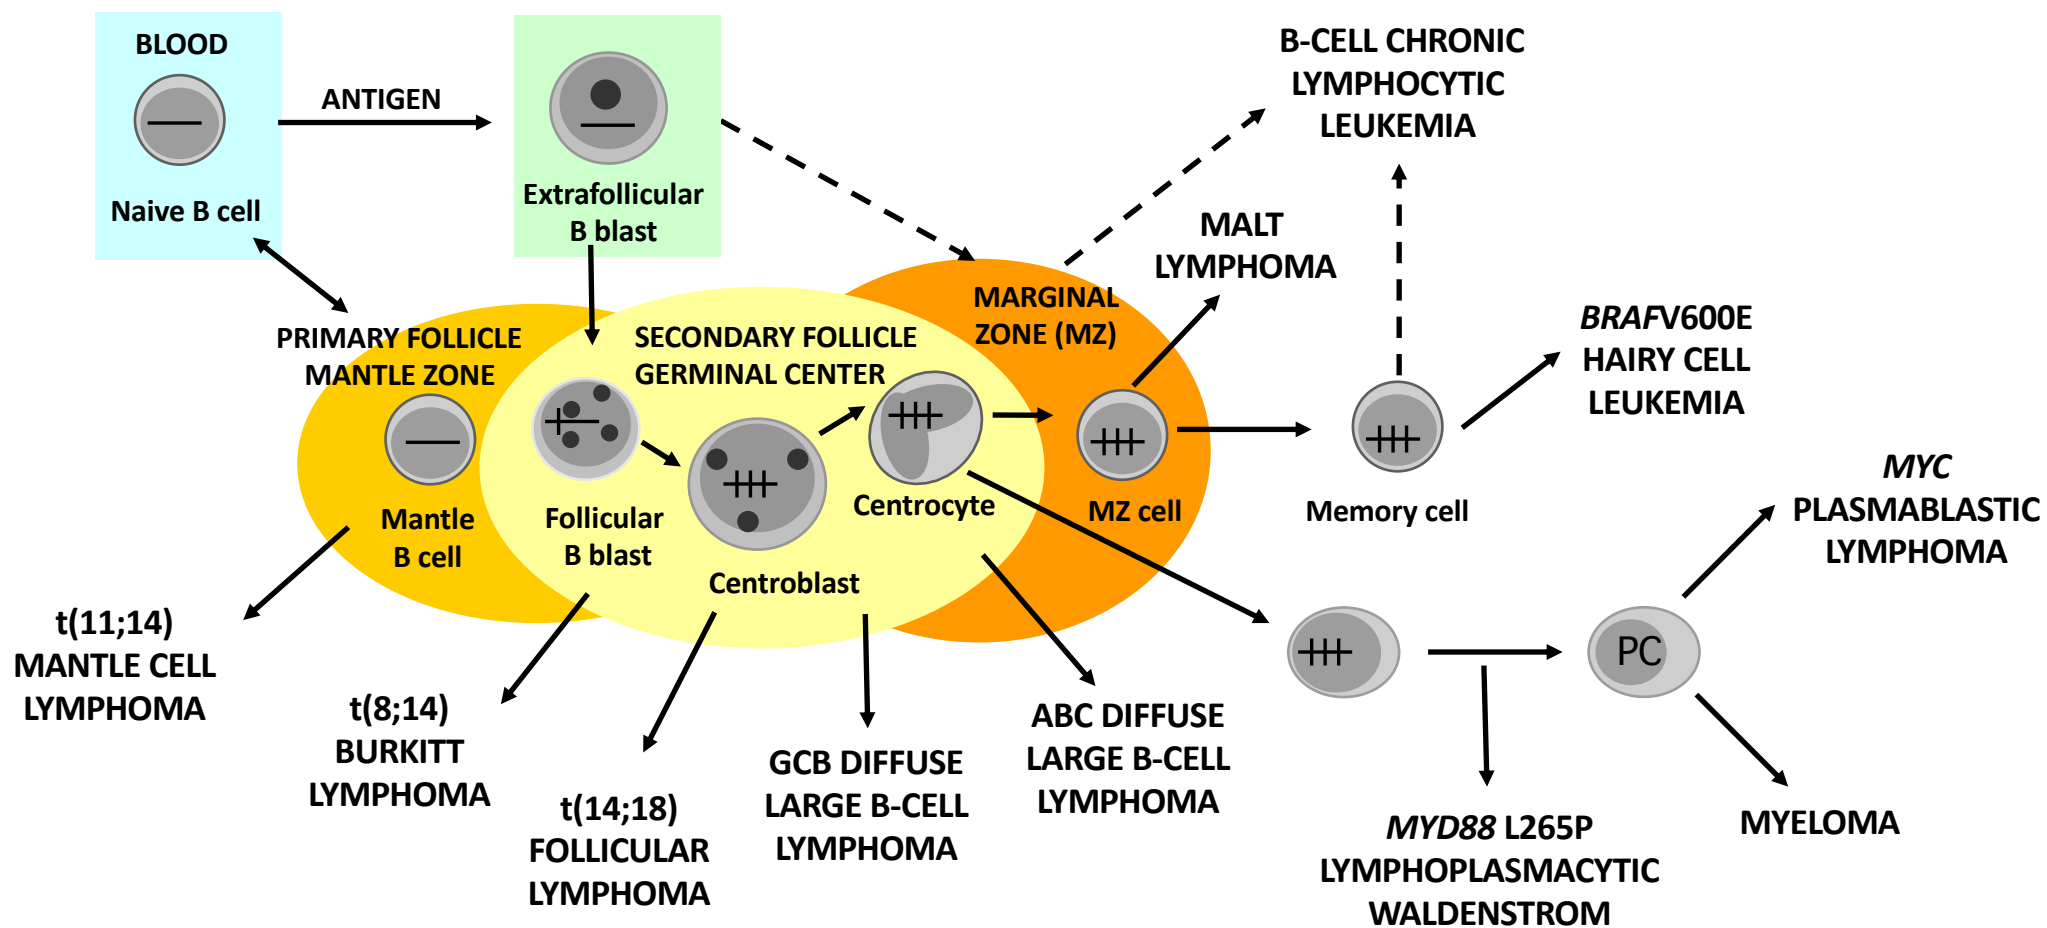 BLOOD
Naive B cell
ANTIGEN
Extrafollicular
B blast
B-CELL CHRONIC
LYMPHOCYTIC
LEUKEMIA
MALT
LYMPHOMA
MARGINAL
ZONE (MZ)
BRAFV600E
HAIRY CELL
LEUKEMIA
PRIMARY FOLLICLE
MANTLE ZONE
SECONDARY FOLLICLE
GERMINAL CENTER
Mantle
B cell
Follicular
B blast
Centroblast
Centrocyte
MZ cell
Memory cell
MYC
PLASMABLASTIC
LYMPHOMA
PC
t(11;14)
MANTLE CELL
LYMPHOMA
t(8;14)
BURKITT
LYMPHOMA
t(14;18)
FOLLICULAR
LYMPHOMA
GCB DIFFUSE
LARGE B-CELL
LYMPHOMA
ABC DIFFUSE
LARGE B-CELL
LYMPHOMA
MYD88 L265P
LYMPHOPLASMACYTIC
WALDENSTROM
MYELOMA